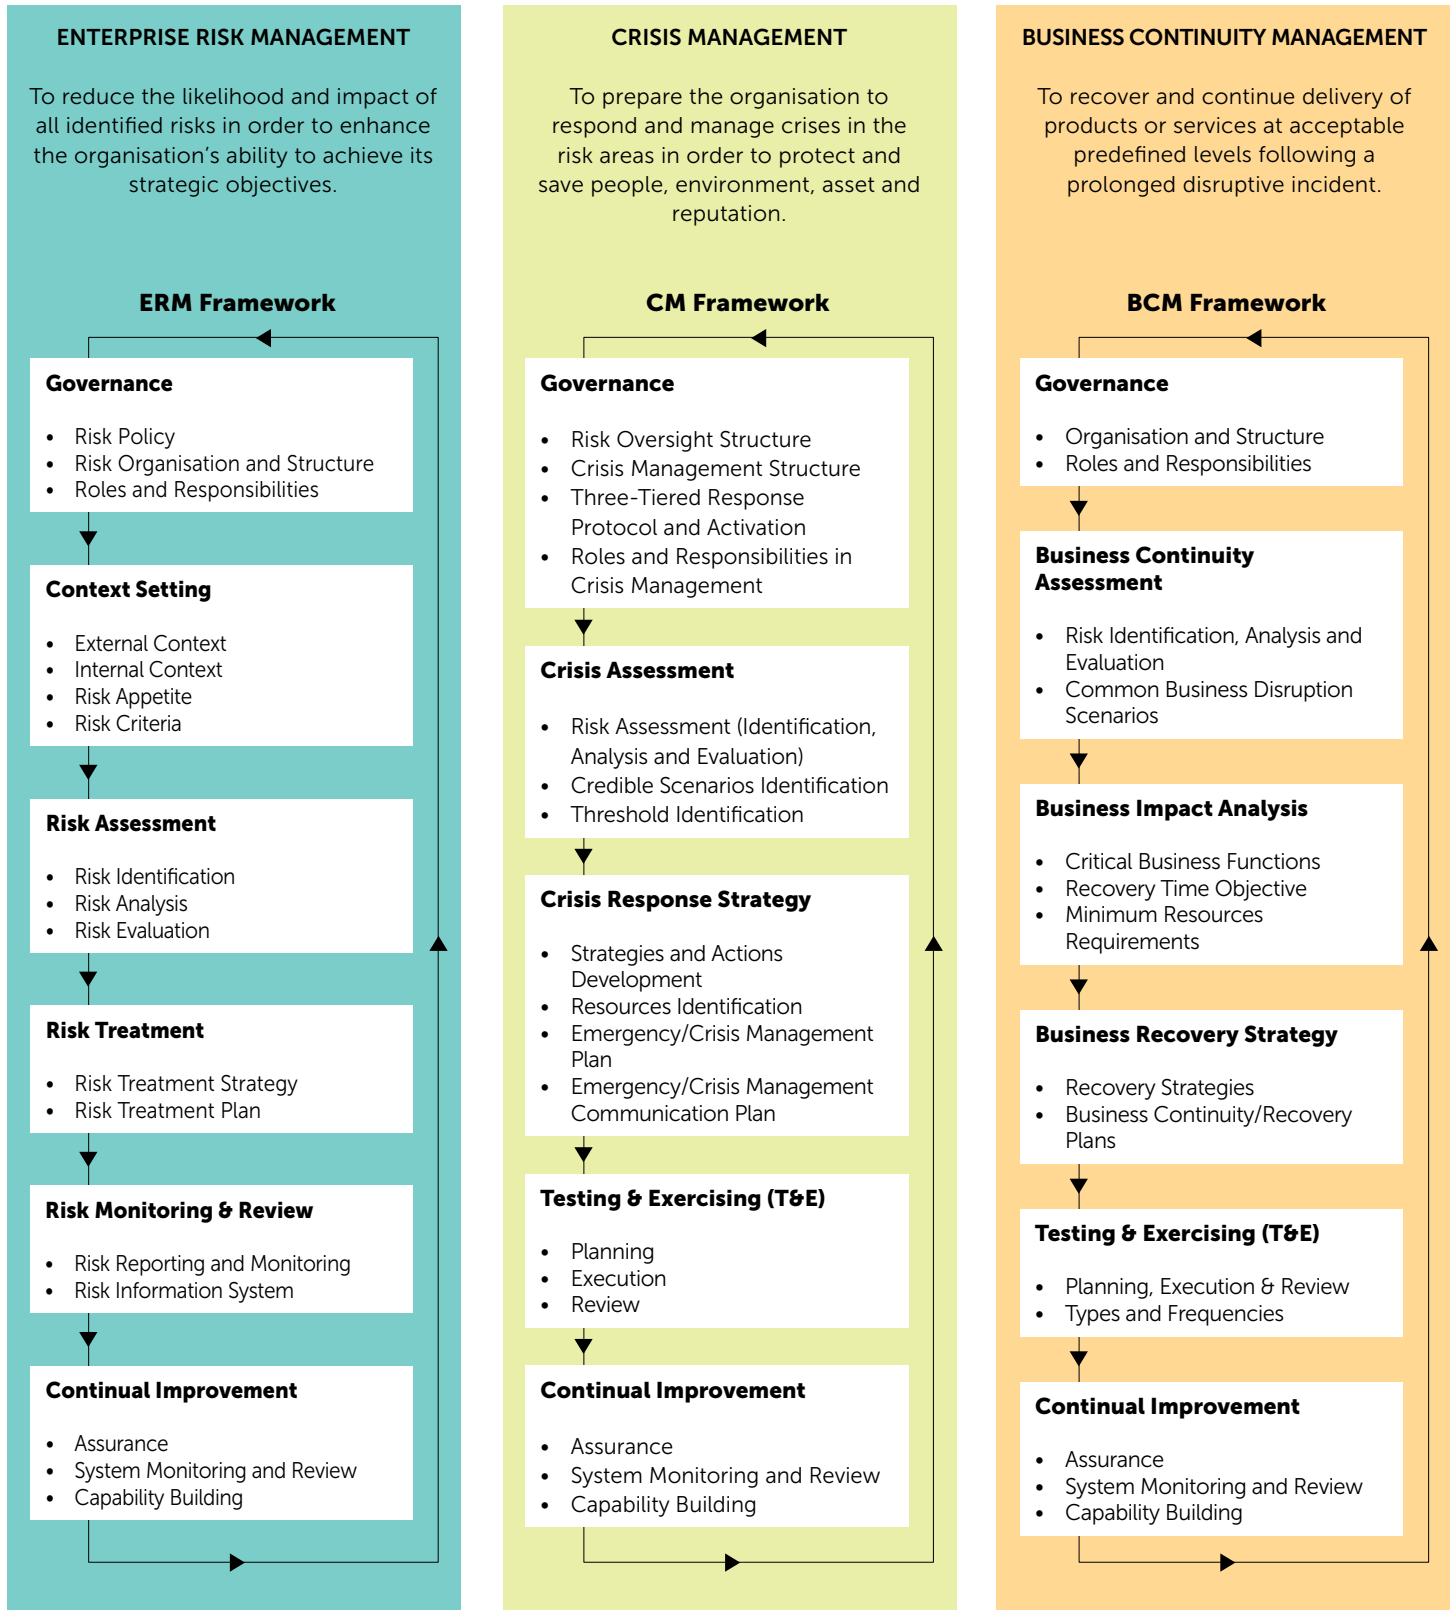 ENTERPRISE RISK MANAGEMENT
To reduce the likelihood and impact of
all identified risks in order to enhance
the organisation’s ability to achieve its
strategic objectives.
ERM Framework
Governance
• Risk Policy
• Risk Organisation and Structure
• Roles and Responsibilities
Context Setting
• External Context
• Internal Context
• Risk Appetite
• Risk Criteria
Risk Assessment
• Risk Identification
• Risk Analysis
• Risk Evaluation
Risk Treatment
• Risk Treatment Strategy
• Risk Treatment Plan
Risk Monitoring & Review
• Risk Reporting and Monitoring
• Risk Information System
Continual Improvement
• Assurance
• System Monitoring and Review
• Capability Building
CRISIS MANAGEMENT
To prepare the organisation to
respond and manage crises in the
risk areas in order to protect and
save people, environment, asset and
reputation.
CM Framework
Governance
• Risk Oversight Structure
• Crisis Management Structure
• Three-Tiered Response
Protocol and Activation
• Roles and Responsibilities in
Crisis Management
Crisis Assessment
• Risk Assessment (Identification,
Analysis and Evaluation)
• Credible Scenarios Identification
• Threshold Identification
Crisis Response Strategy
• Strategies and Actions
Development
• Resources Identification
• Emergency/Crisis Management
Plan
• Emergency/Crisis Management
Communication Plan
Testing & Exercising (T&E)
• Planning
• Execution
• Review
Continual Improvement
• Assurance
• System Monitoring and Review
• Capability Building
BUSINESS CONTINUITY MANAGEMENT
To recover and continue delivery of
products or services at acceptable
predefined levels following a
prolonged disruptive incident.
BCM Framework
Governance
• Organisation and Structure
• Roles and Responsibilities
Business Continuity
Assessment
• Risk Identification, Analysis and
Evaluation
• Common Business Disruption
Scenarios
Business Impact Analysis
• Critical Business Functions
• Recovery Time Objective
• Minimum Resources
Requirements
Business Recovery Strategy
• Recovery Strategies
• Business Continuity/Recovery
Plans
Testing & Exercising (T&E)
• Planning, Execution & Review
• Types and Frequencies
Continual Improvement
• Assurance
• System Monitoring and Review
• Capability Building